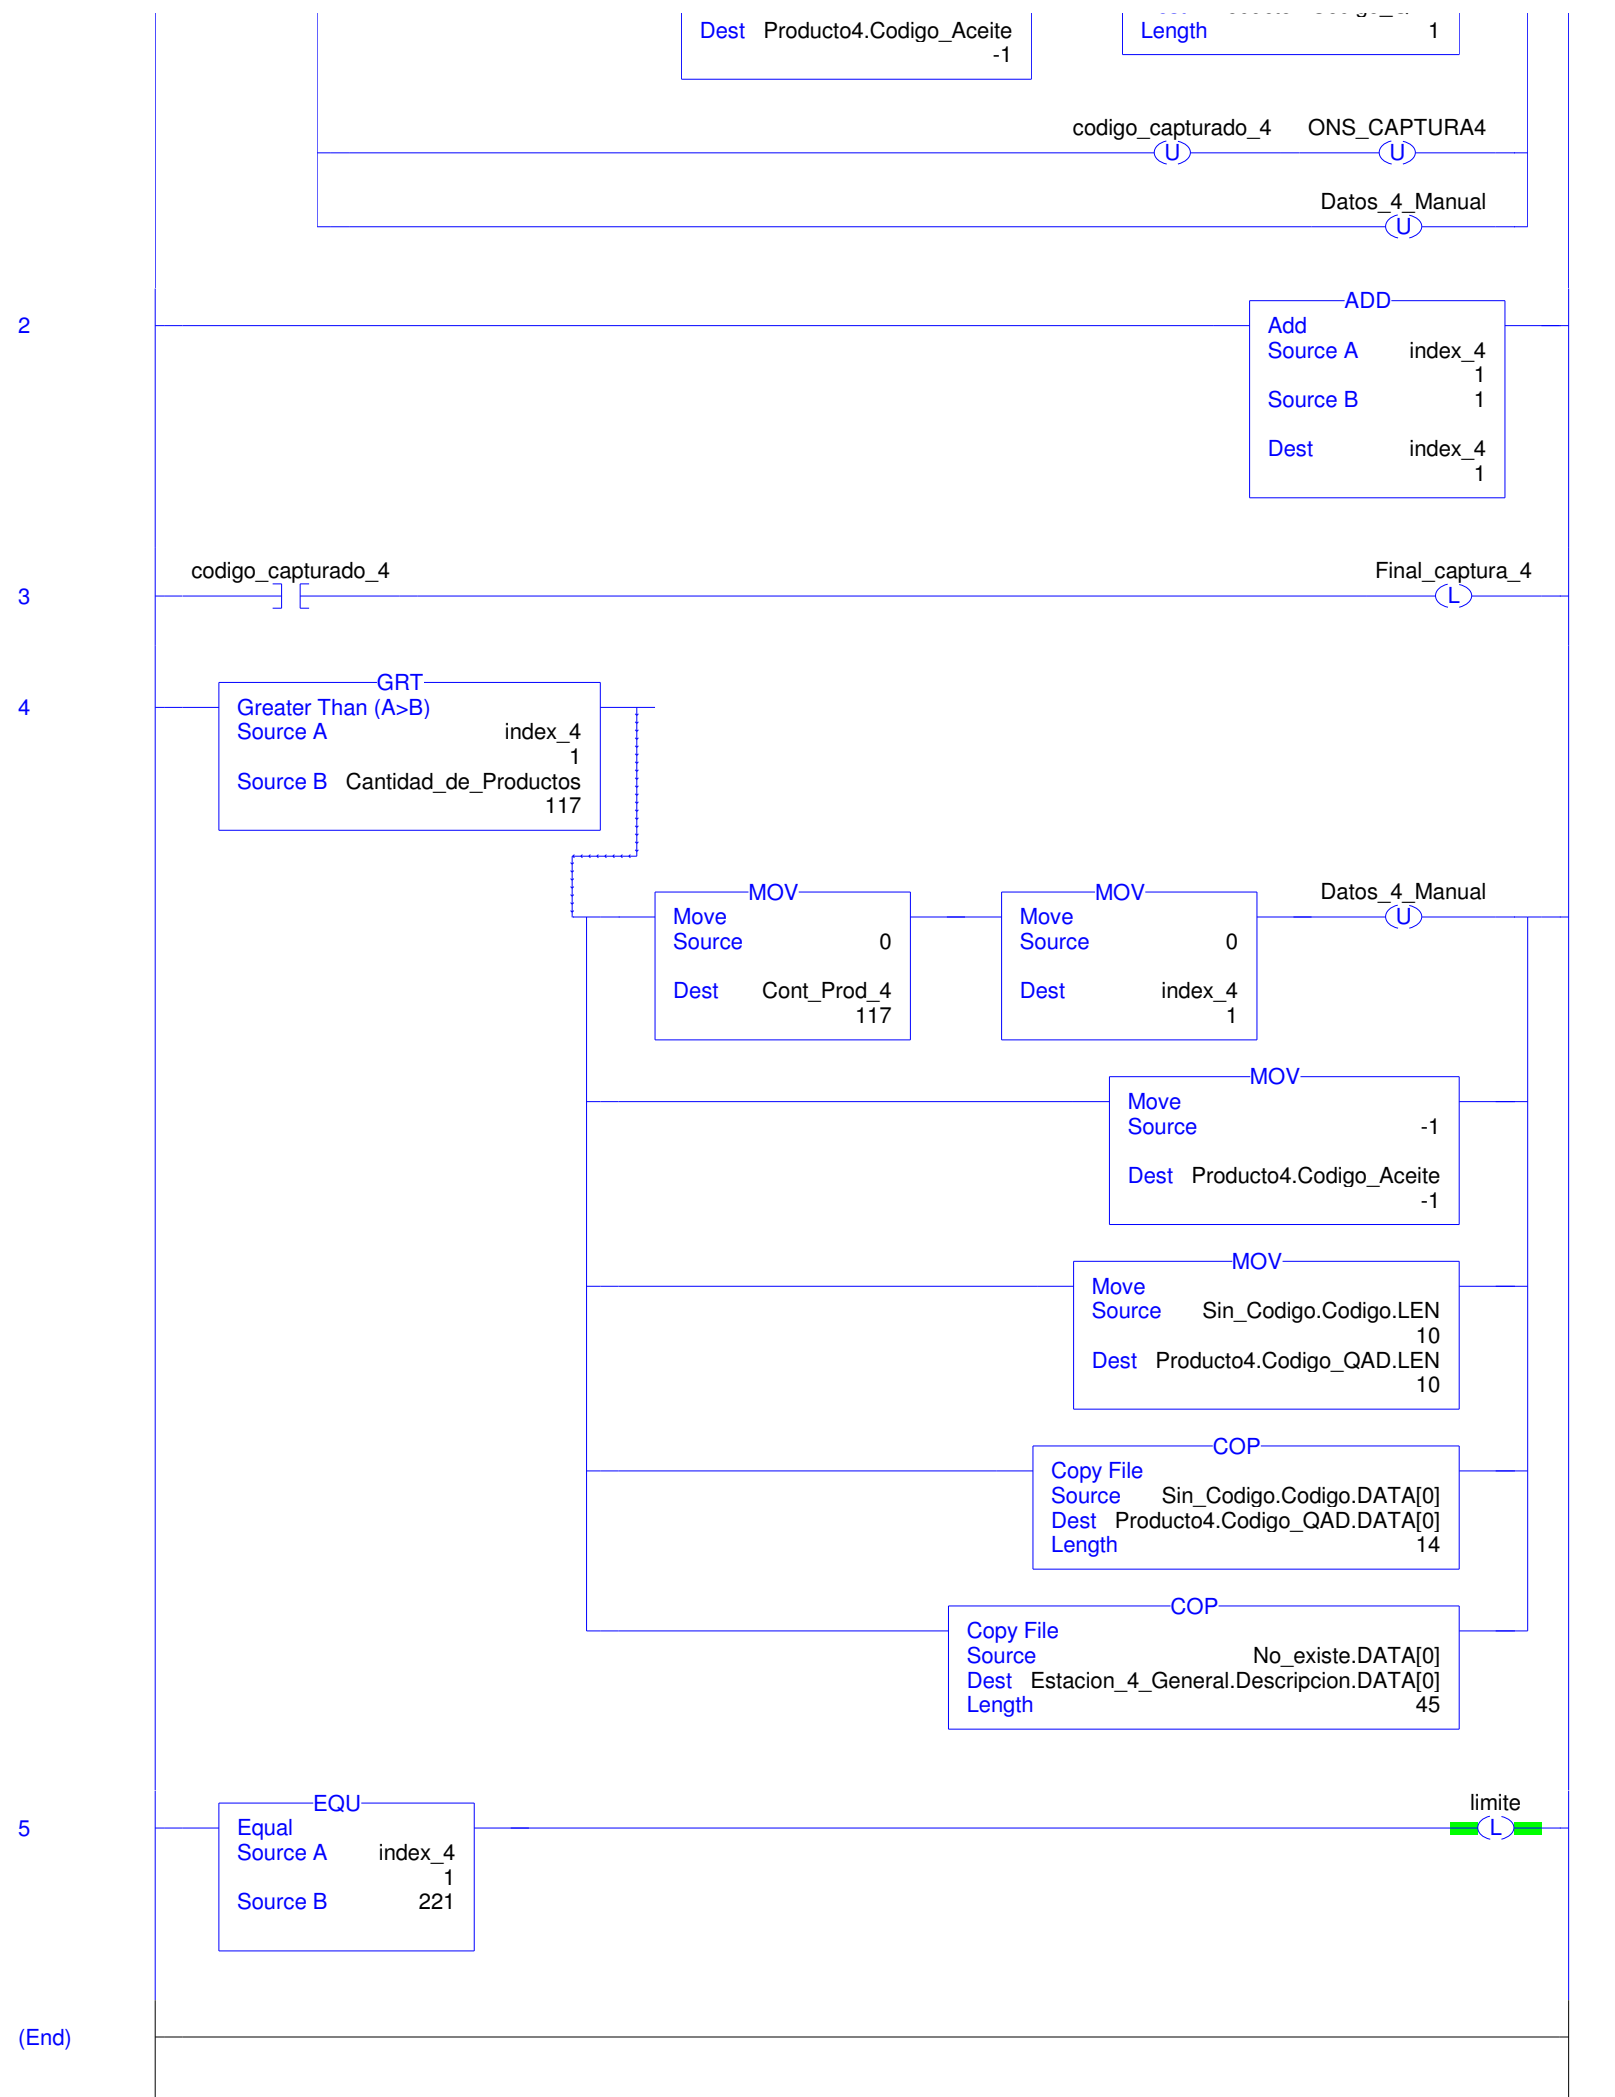 Dest Producto4.Codigo_Aceite
-1
Length 1
codigo_capturado_4 ONS_CAPTURA4
U U
Datos_4_Manual
U
2
ADD
Add
Source A index_4
1
Source B 1
Dest index_4
1
3
codigo_capturado_4 Final_captura_4
L
4
GRT
Greater Than (A>B)
Source A index_4
1
Source B Cantidad_de_Productos
117
MOV
Move
Source 0
Dest Cont_Prod_4
117
MOV
Move
Source 0
Dest index_4
1
Datos_4_Manual
U
MOV
Move
Source -1
Dest Producto4.Codigo_Aceite
-1
MOV
Move
Source Sin_Codigo.Codigo.LEN
10
Dest Producto4.Codigo_QAD.LEN
10
COP
Copy File
Source Sin_Codigo.Codigo.DATA[0]
Dest Producto4.Codigo_QAD.DATA[0]
Length 14
COP
Copy File
Source No_existe.DATA[0]
Dest Estacion_4_General.Descripcion.DATA[0]
Length 45
5
EQU
Equal
Source A index_4
1
Source B 221
limite
L
(End)